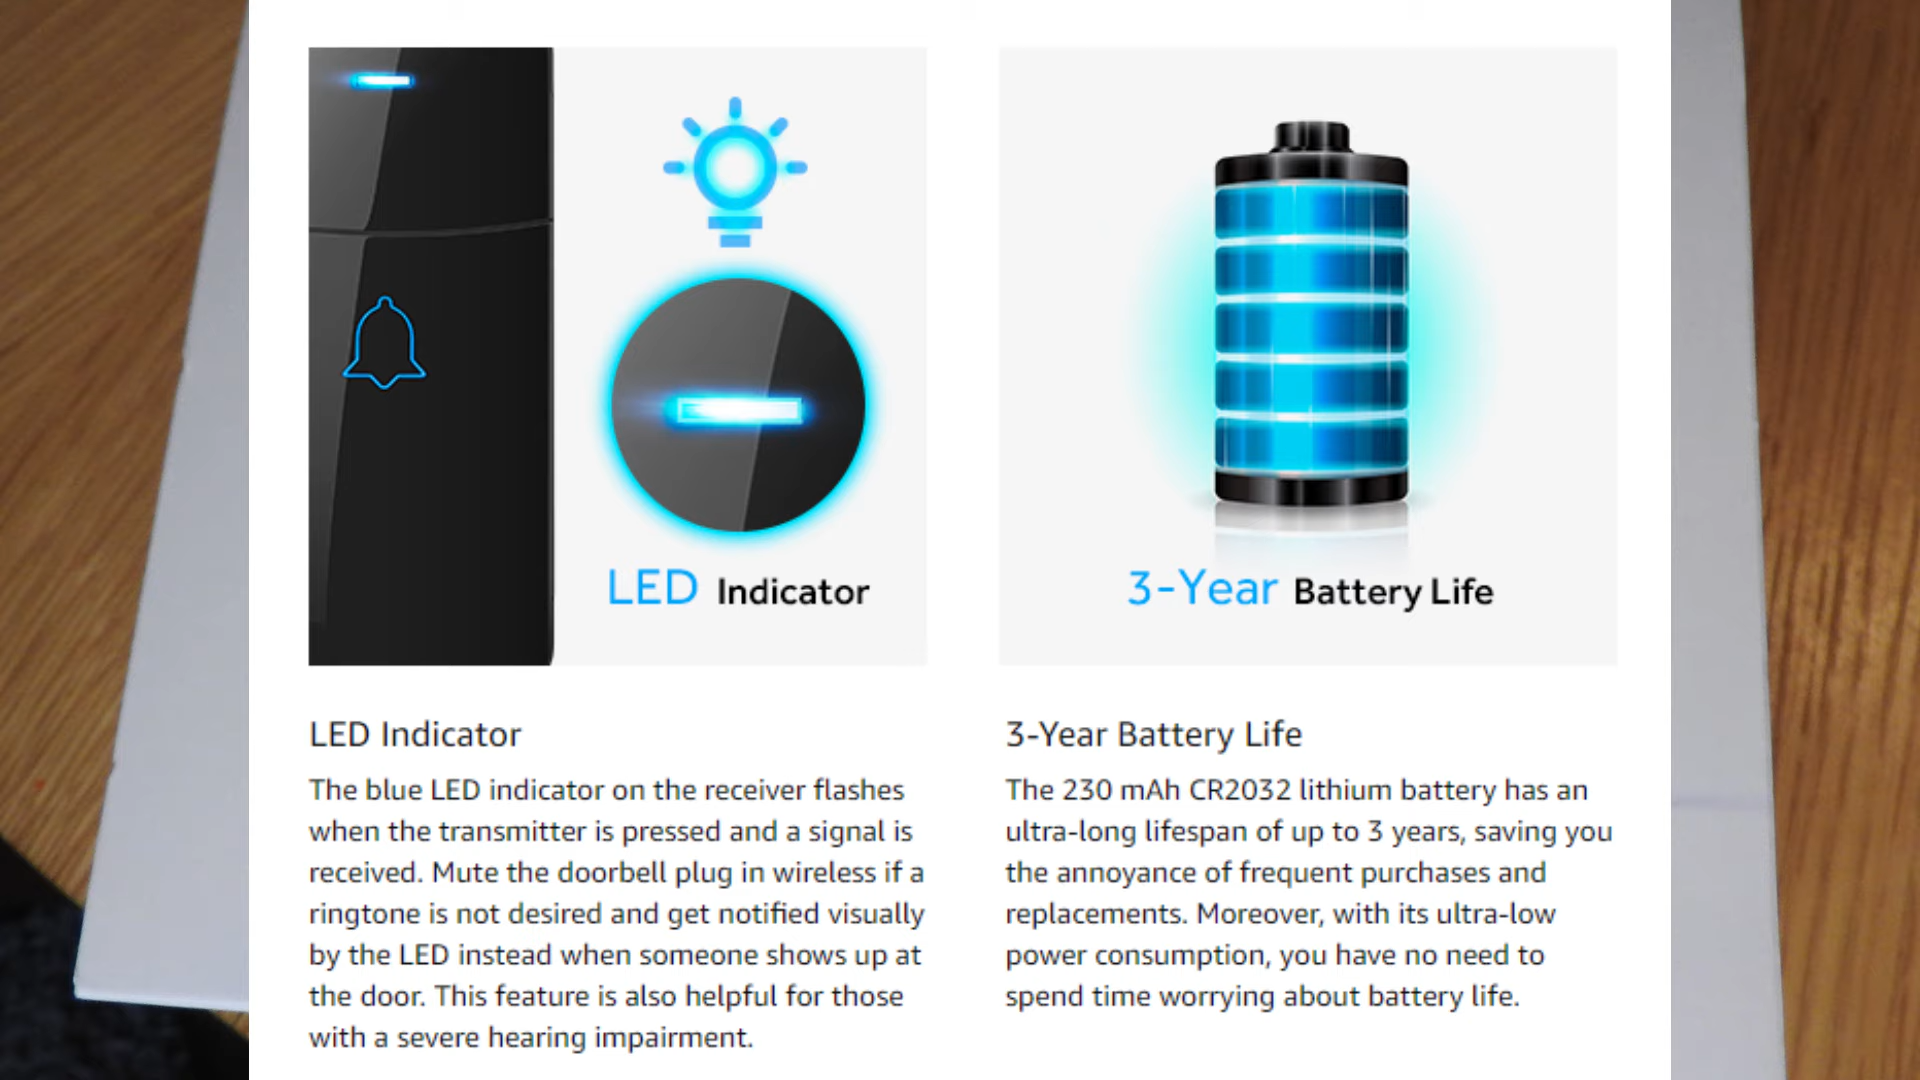 LED Indicator
3-Year Battery Life
LED Indicator
The blue LED indicator on the receiver flashes
when the transmitter is pressed and a signal is
received. Mute the doorbell plug in wireless if a
ringtone is not desired and get notified visually
by the LED instead when someone shows up at
the door. This feature is also helpful for those
with a severe hearing impairment.
3-Year Battery Life
The 230 mAh CR2032 lithium battery has an
ultra-long lifespan of up to 3 years, saving you
the annoyance of frequent purchases and
replacements. Moreover, with its ultra-low
power consumption, you have no need to
spend time worrying about battery life.